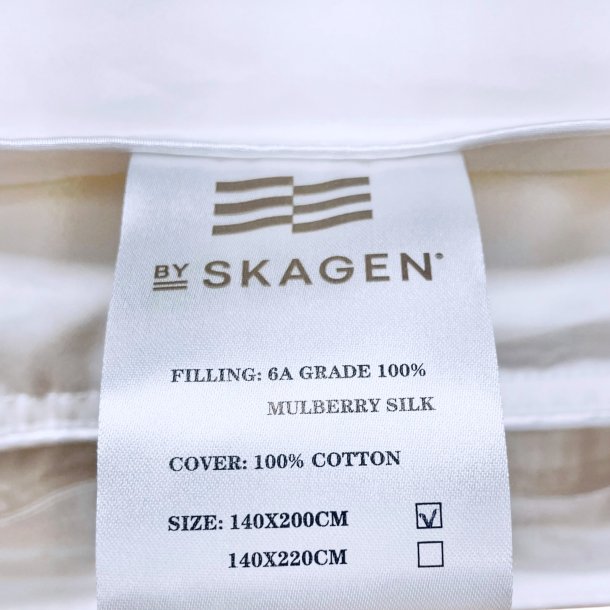 BY SKAGEN
FILLING: 6A GRADE 100%
MULBERRY SILK
COVER: 100% COTTON
SIZE: 140X200CM
140X220CM